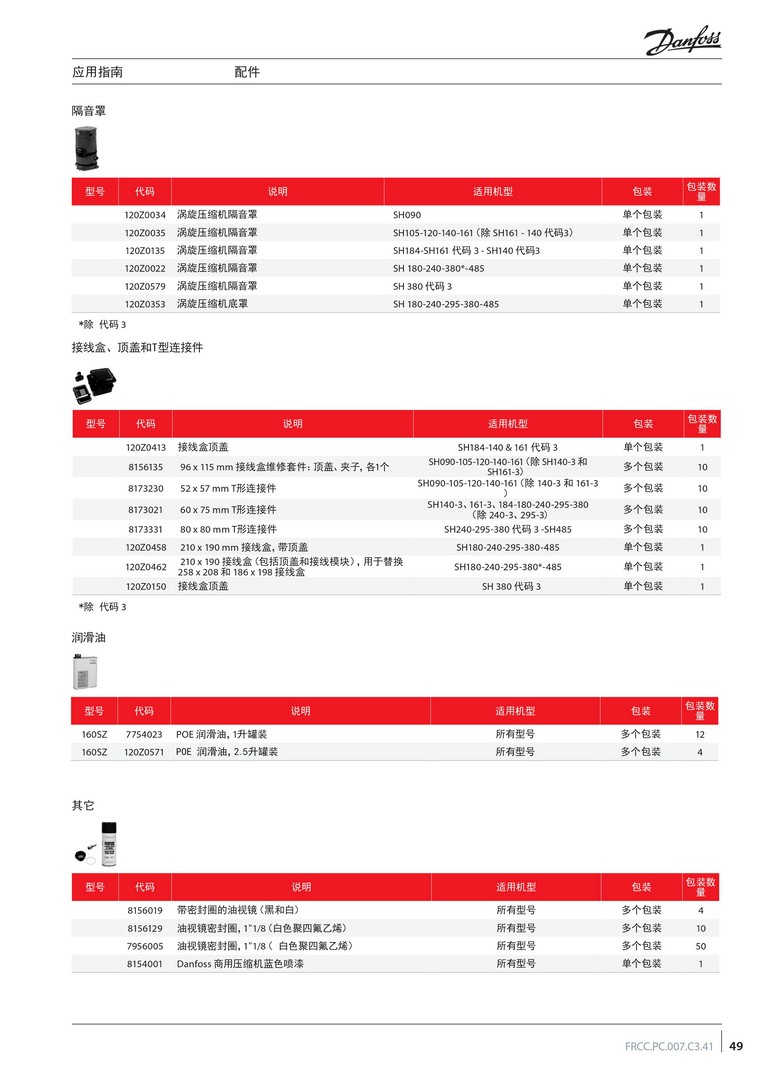 Danfoss
应用指南 配件
隔音罩
型号 代码 说明 适用机型 包装 包装数量
120Z0034 涡旋压缩机隔音罩 SH090 单个包装 1
120Z0035 涡旋压缩机隔音罩 SH105-120-140-161（除 SH161 - 140 代码3） 单个包装 1
120Z0135 涡旋压缩机隔音罩 SH184-SH161 代码 3 - SH140 代码3 单个包装 1
120Z0022 涡旋压缩机隔音罩 SH 180-240-380*-485 单个包装 1
120Z0579 涡旋压缩机隔音罩 SH 380 代码 3 单个包装 1
120Z0353 涡旋压缩机底罩 SH 180-240-295-380-485 单个包装 1
*除 代码 3
接线盒、顶盖和T型连接件
型号 代码 说明 适用机型 包装 包装数量
120Z0413 接线盒顶盖 SH184-140 & 161 代码 3 单个包装 1
8156135 96 x 115 mm 接线盒维修套件：顶盖、夹子，各1个 SH090-105-120-140-161（除 SH140-3 和 SH161-3） 多个包装 10
8173230 52 x 57 mm T形连接件 SH090-105-120-140-161（除 140-3 和 161-3） 多个包装 10
8173021 60 x 75 mm T形连接件 SH140-3、161-3、184-180-240-295-380（除 240-3、295-3） 多个包装 10
8173331 80 x 80 mm T形连接件 SH240-295-380 代码 3 -SH485 多个包装 10
120Z0458 210 x 190 mm 接线盒，带顶盖 SH180-240-295-380-485 单个包装 1
120Z0462 210 x 190 接线盒（包括顶盖和接线模块），用于替换 258 x 208 和 186 x 198 接线盒 SH180-240-295-380*-485 单个包装 1
120Z0150 接线盒顶盖 SH 380 代码 3 单个包装 1
*除 代码 3
润滑油
型号 代码 说明 适用机型 包装 包装数量
160SZ 7754023 POE 润滑油，1升罐装 所有型号 多个包装 12
160SZ 120Z0571 POE 润滑油，2.5升罐装 所有型号 多个包装 4
其它
型号 代码 说明 适用机型 包装 包装数量
8156019 带密封圈的油视镜（黑和白） 所有型号 多个包装 4
8156129 油视镜密封圈，1"1/8（白色聚四氟乙烯） 所有型号 多个包装 10
7956005 油视镜密封圈，1"1/8（ 白色聚四氟乙烯） 所有型号 多个包装 50
8154001 Danfoss 商用压缩机蓝色喷漆 所有型号 单个包装 1
FRCC.PC.007.C3.41 49